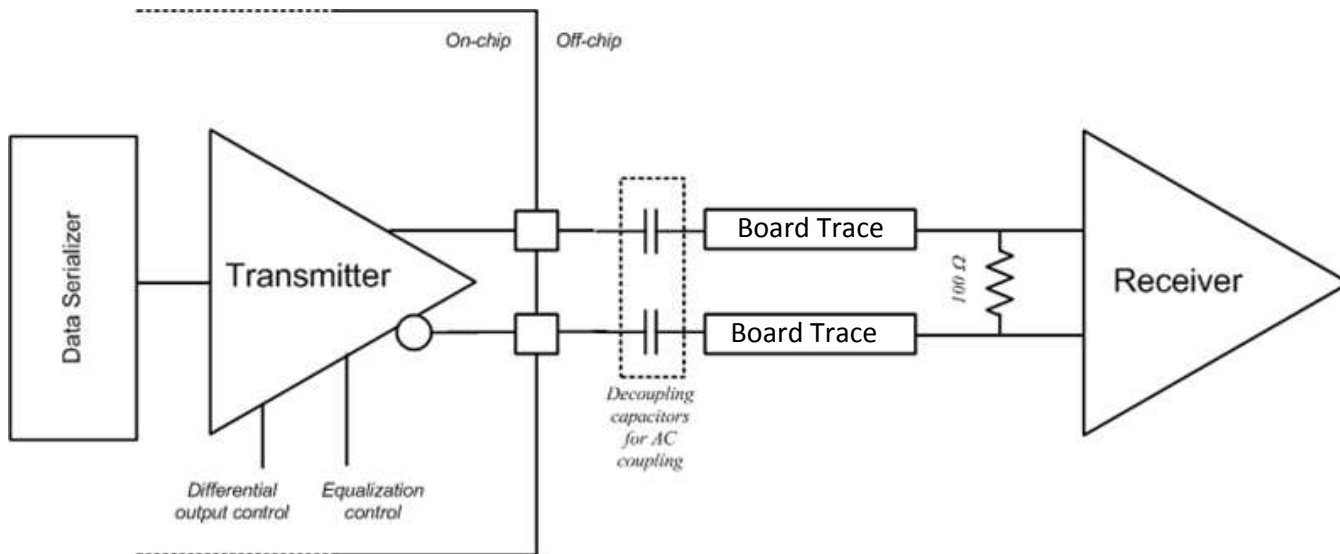 On-chip
Off-chip
Data Serializer
Transmitter
Board Trace
Board Trace
100 Ω
Receiver
Decoupling
capacitors
for AC
coupling
Differential
output control
Equalization
control